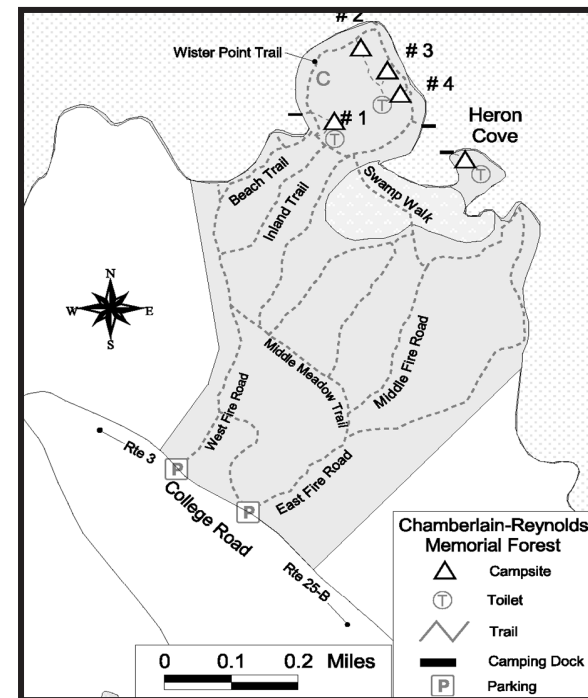 # 2
Wister Point Trail
# 3
C
# 4
# 1
T
T
Heron
Cove
T
Beach Trail
Inland Trail
Swamp Walk
N
W
E
S
Middle Meadow Trail
Middle Fire Road
West Fire Road
Rte 3
P
College Road
P
East Fire Road
Rte 25-B
Chamberlain-Reynolds
Memorial Forest
Campsite
T
Toilet
Trail
Camping Dock
P
Parking
0 0.1 0.2 Miles